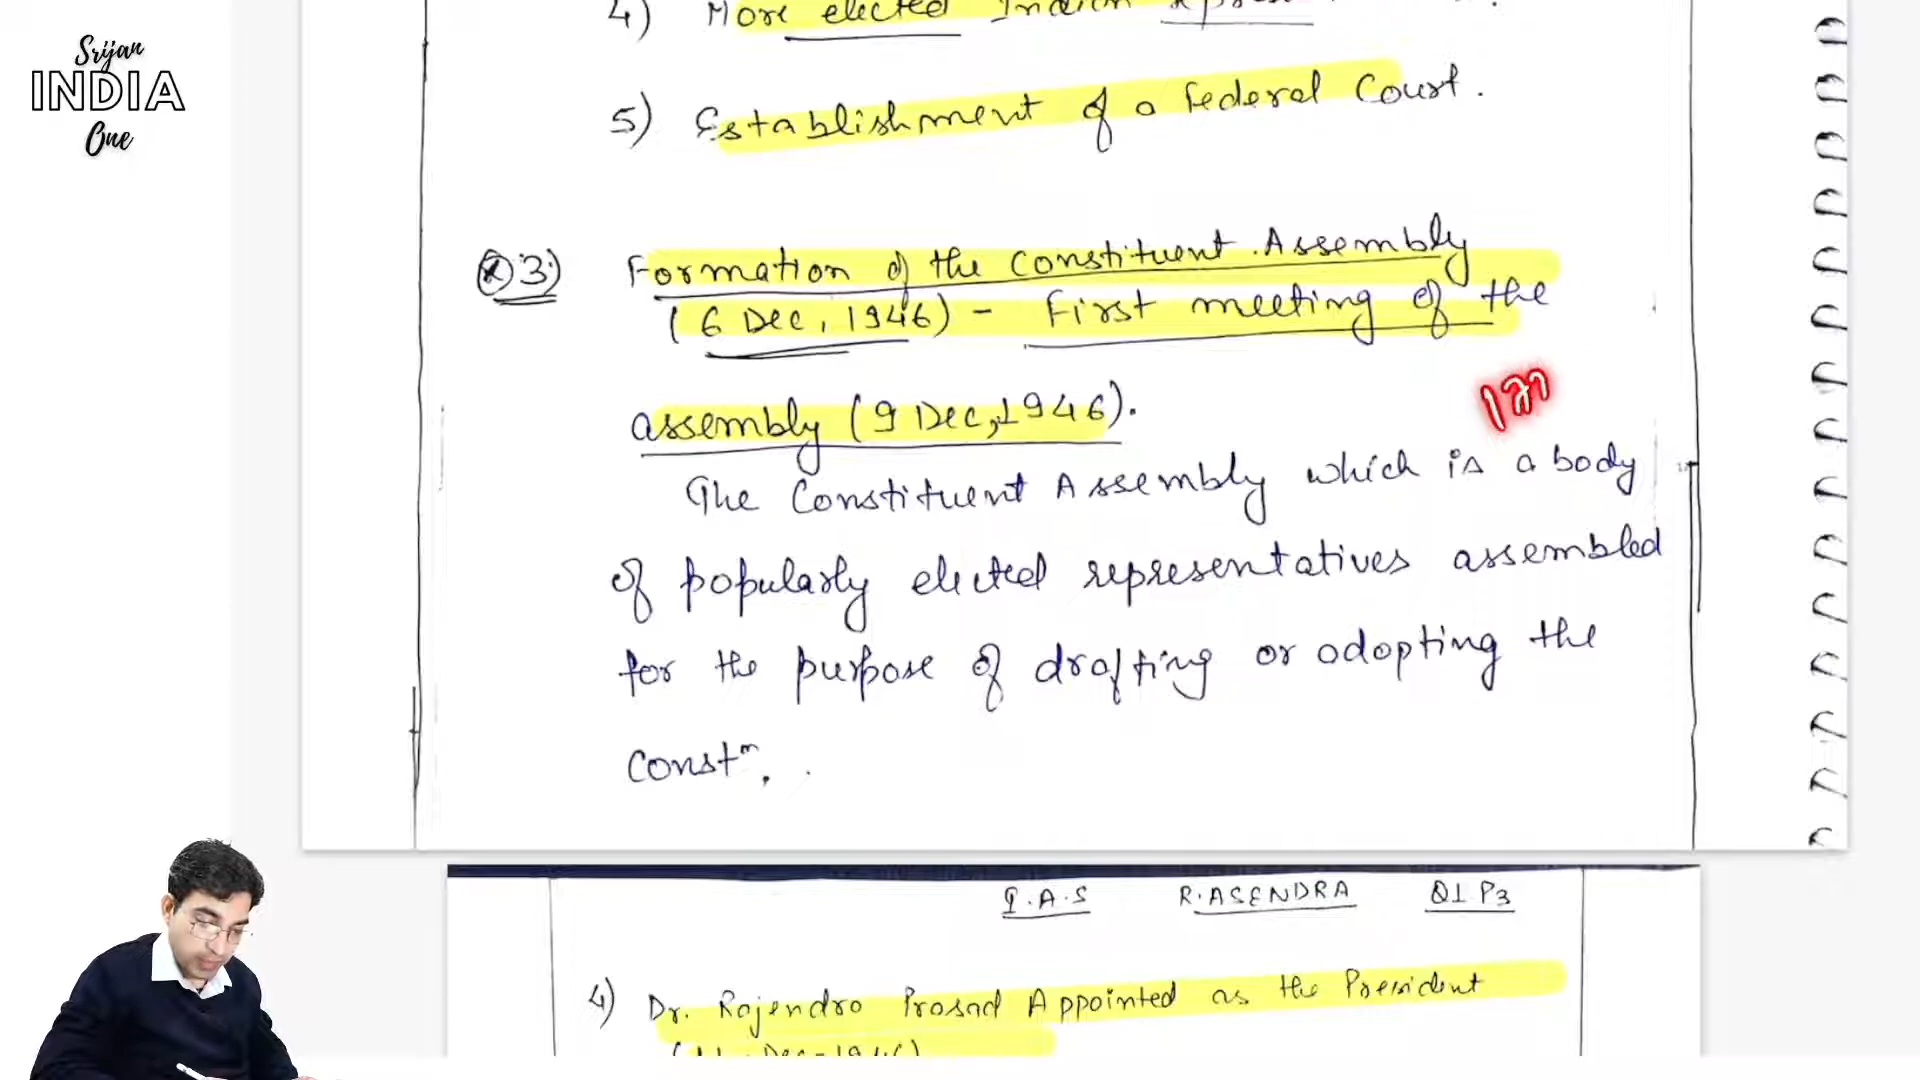 Srijan
INDIA
One
4) More elected Indian
5) Establishment of a Federal Court.
3) Formation of the Constituent Assembly
(6 Dec, 1946) - First meeting of the
assembly (9 Dec, 1946).
The Constituent Assembly which is a body
of popularly elected representatives assembled
for the purpose of drafting or adopting the
Constn.
R.ASENDRA Q1 P3
4) Dr. Rajendra Prasad Appointed as the President